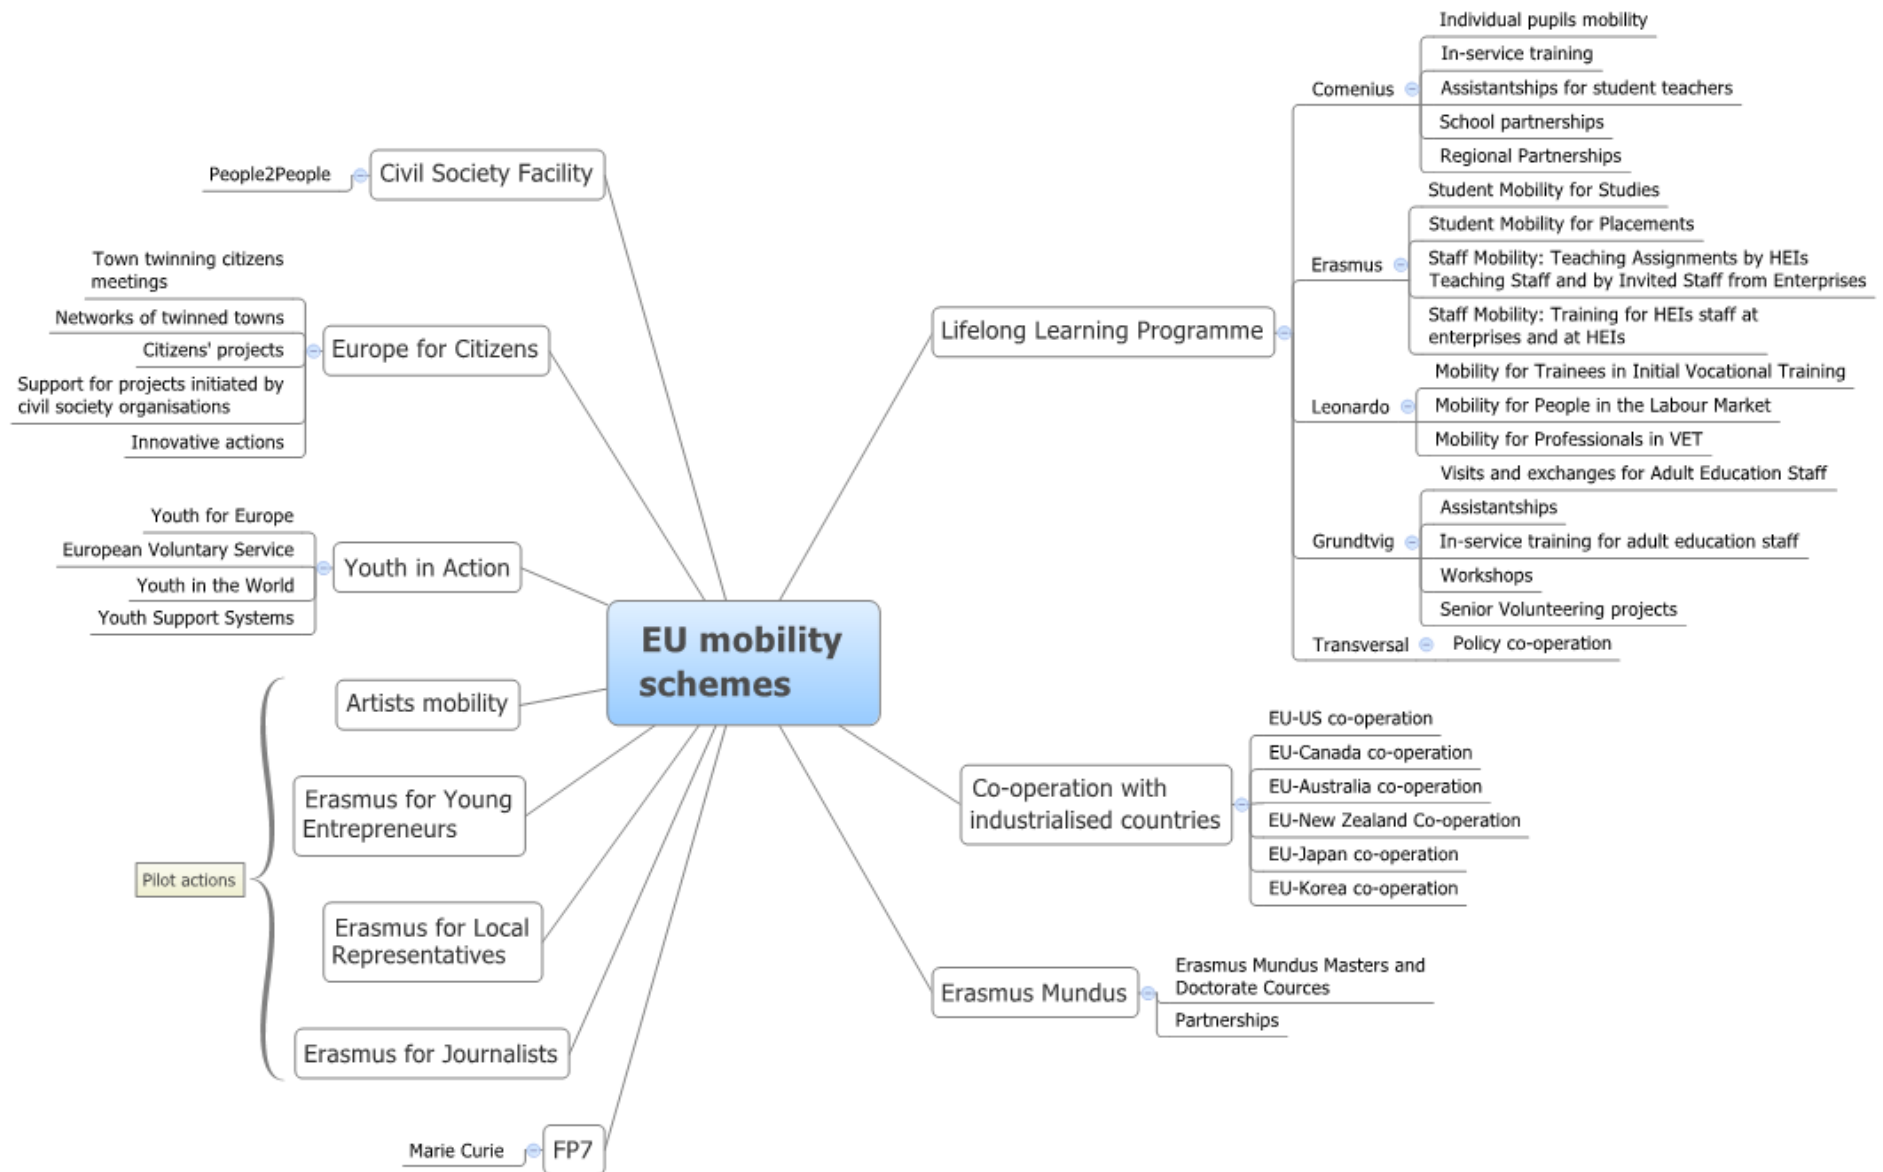 EU mobility
schemes
Lifelong Learning Programme
Comenius
Individual pupils mobility
In-service training
Assistantships for student teachers
School partnerships
Regional Partnerships
Erasmus
Student Mobility for Studies
Student Mobility for Placements
Staff Mobility: Teaching Assignments by HEIs
Teaching Staff and by Invited Staff from Enterprises
Staff Mobility: Training for HEIs staff at
enterprises and at HEIs
Leonardo
Mobility for Trainees in Initial Vocational Training
Mobility for People in the Labour Market
Mobility for Professionals in VET
Grundtvig
Visits and exchanges for Adult Education Staff
Assistantships
In-service training for adult education staff
Workshops
Senior Volunteering projects
Transversal
Policy co-operation
Co-operation with
industrialised countries
EU-US co-operation
EU-Canada co-operation
EU-Australia co-operation
EU-New Zealand Co-operation
EU-Japan co-operation
EU-Korea co-operation
Erasmus Mundus
Erasmus Mundus Masters and
Doctorate Cources
Partnerships
Civil Society Facility
People2People
Europe for Citizens
Town twinning citizens
meetings
Networks of twinned towns
Citizens' projects
Support for projects initiated by
civil society organisations
Innovative actions
Youth in Action
Youth for Europe
European Voluntary Service
Youth in the World
Youth Support Systems
Pilot actions
Artists mobility
Erasmus for Young
Entrepreneurs
Erasmus for Local
Representatives
Erasmus for Journalists
FP7
Marie Curie